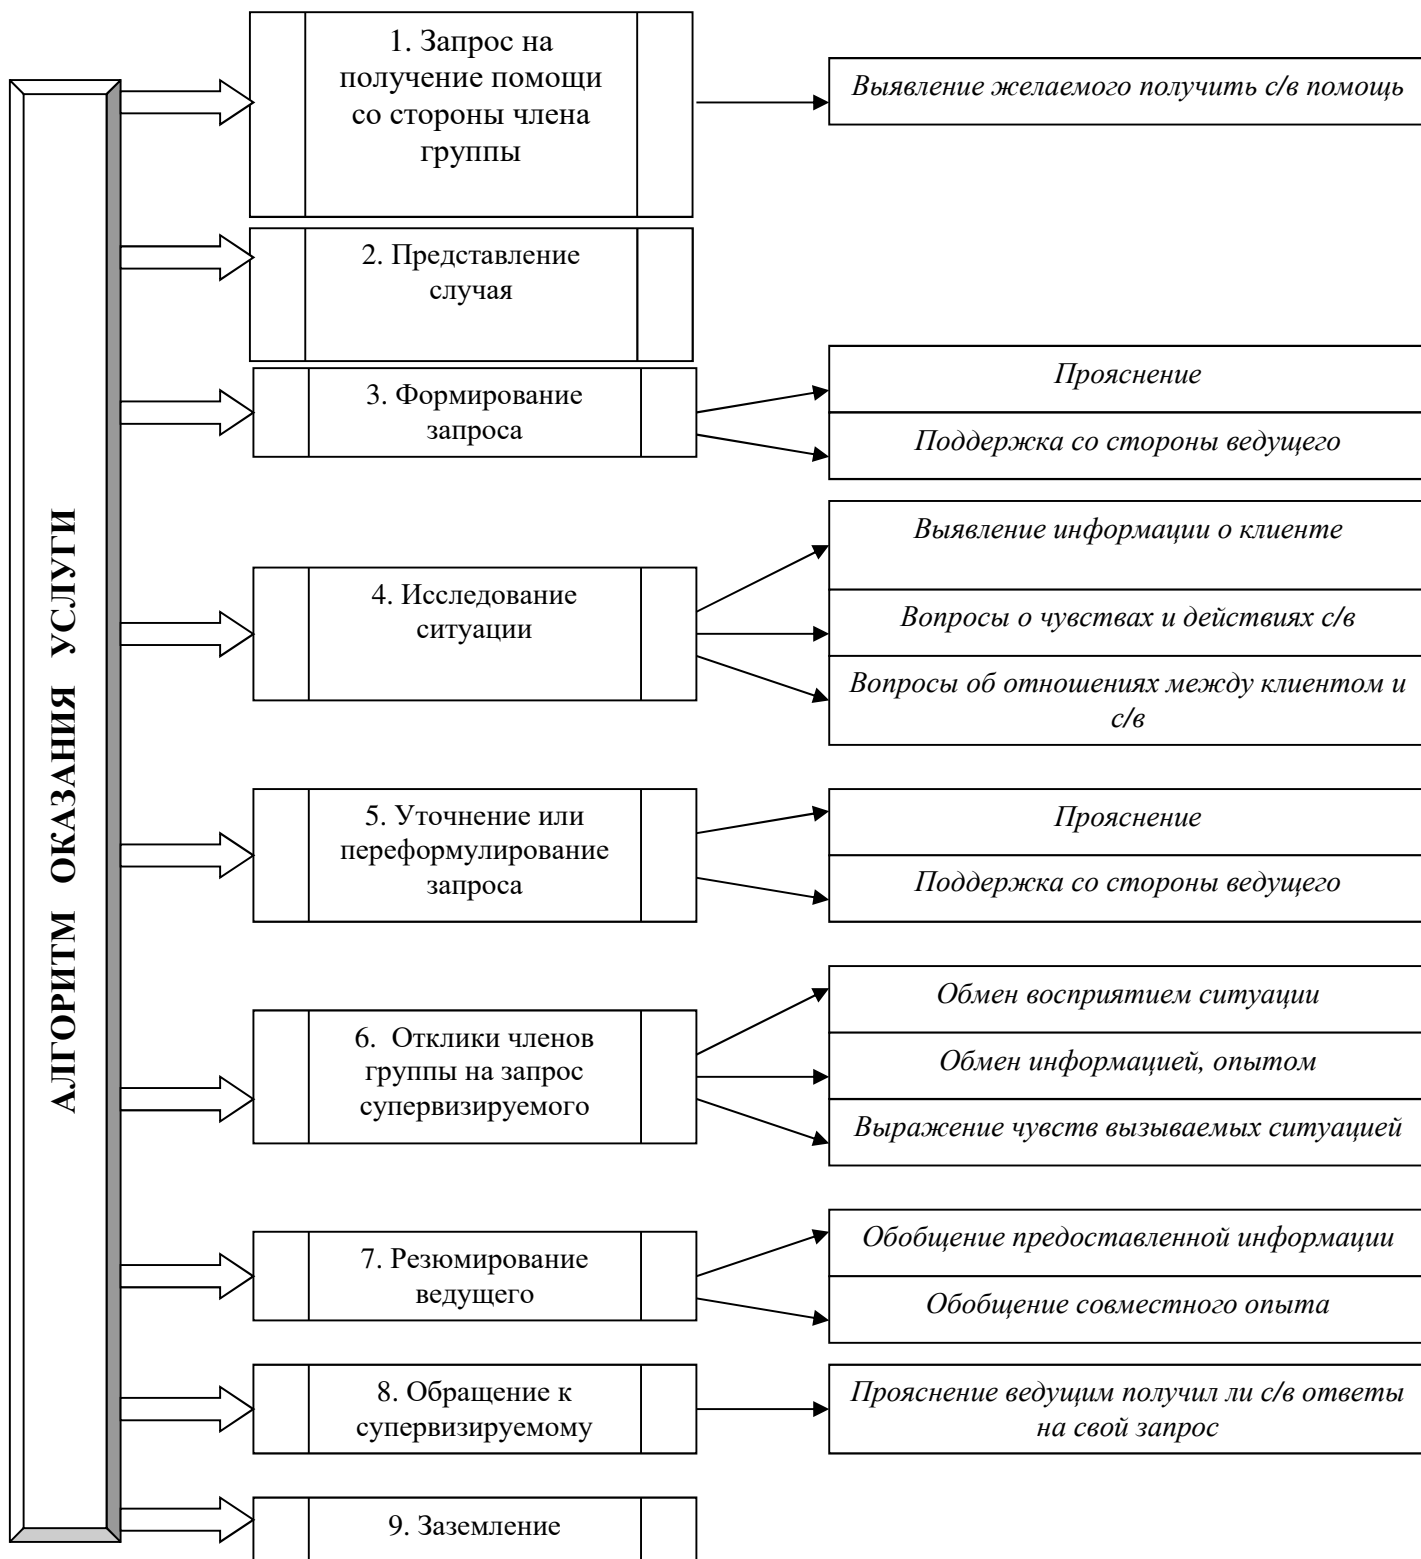 АЛГОРИТМ ОКАЗАНИЯ УСЛУГИ
1. Запрос на
получение помощи
со стороны члена
группы
Выявление желаемого получить с/в помощь
2. Представление
случая
3. Формирование
запроса
Прояснение
Поддержка со стороны ведущего
4. Исследование
ситуации
Выявление информации о клиенте
Вопросы о чувствах и действиях с/в
Вопросы об отношениях между клиентом и
с/в
5. Уточнение или
переформулирование
запроса
Прояснение
Поддержка со стороны ведущего
6. Отклики членов
группы на запрос
супервизируемого
Обмен восприятием ситуации
Обмен информацией, опытом
Выражение чувств вызываемых ситуацией
7. Резюмирование
ведущего
Обобщение предоставленной информации
Обобщение совместного опыта
8. Обращение к
супервизируемому
Прояснение ведущим получил ли с/в ответы
на свой запрос
9. Заземление